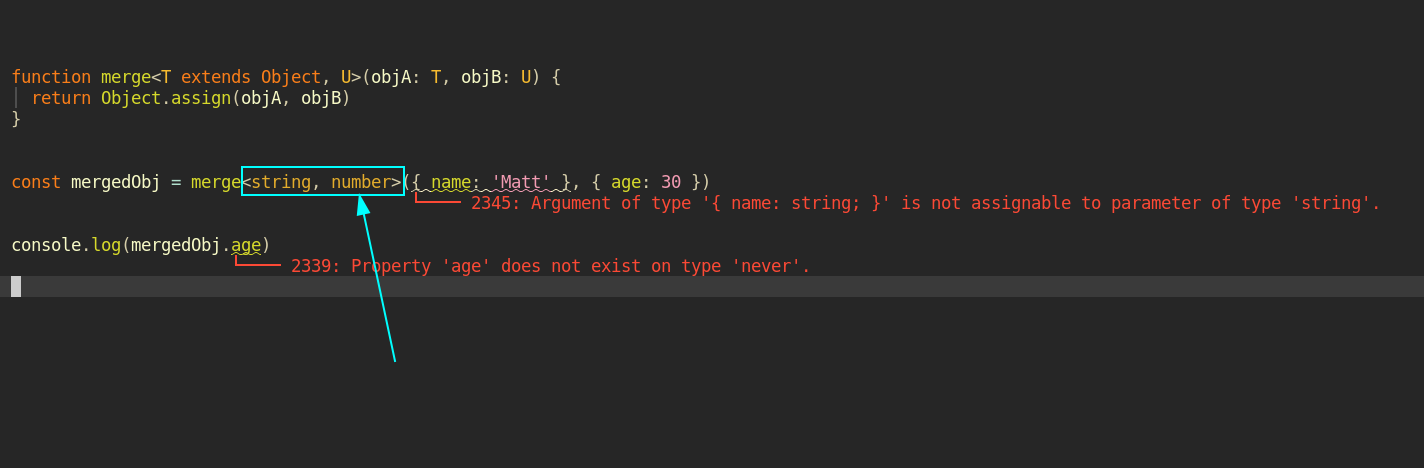 function merge<T extends Object, U>(objA: T, objB: U) {
  return Object.assign(objA, objB)
}
const mergedObj = merge<string, number>({ name: 'Matt' }, { age: 30 })
2345: Argument of type '{ name: string; }' is not assignable to parameter of type 'string'.
console.log(mergedObj.age)
2339: Property 'age' does not exist on type 'never'.